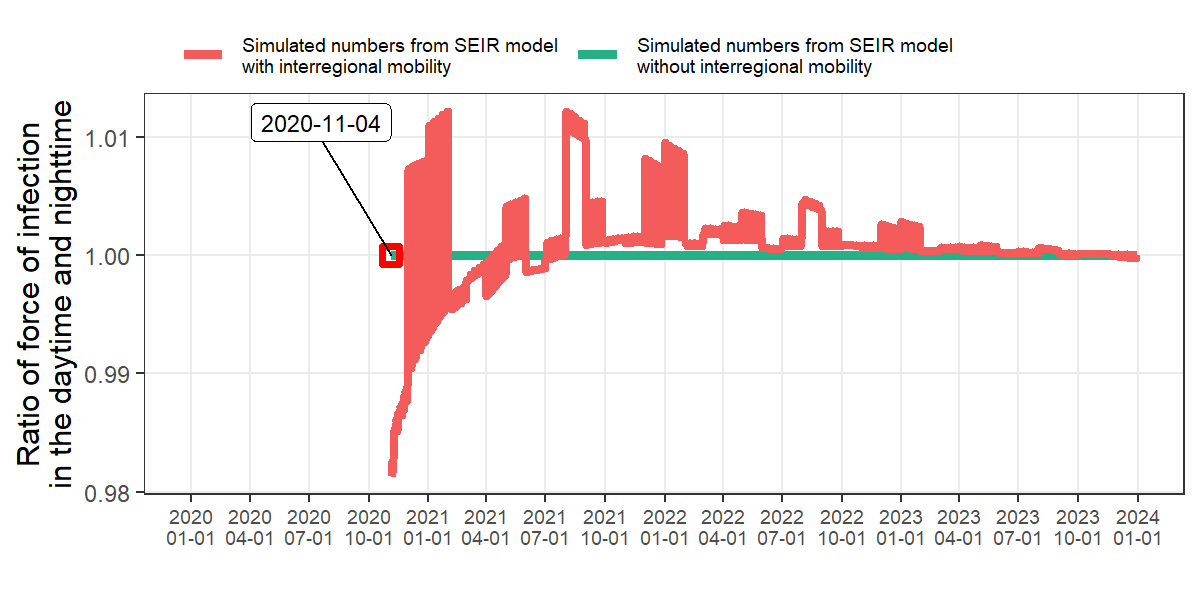 Simulated numbers from SEIR model
with interregional mobility
Simulated numbers from SEIR model
without interregional mobility
2020-11-04
Ratio of force of infection
in the daytime and nighttime
1.01
1.00
0.99
0.98
2020 2020 2020 2020 2021 2021 2021 2021 2022 2022 2022 2022 2023 2023 2023 2023 2024
01-01 04-01 07-01 10-01 01-01 04-01 07-01 10-01 01-01 04-01 07-01 10-01 01-01 04-01 07-01 10-01 01-01